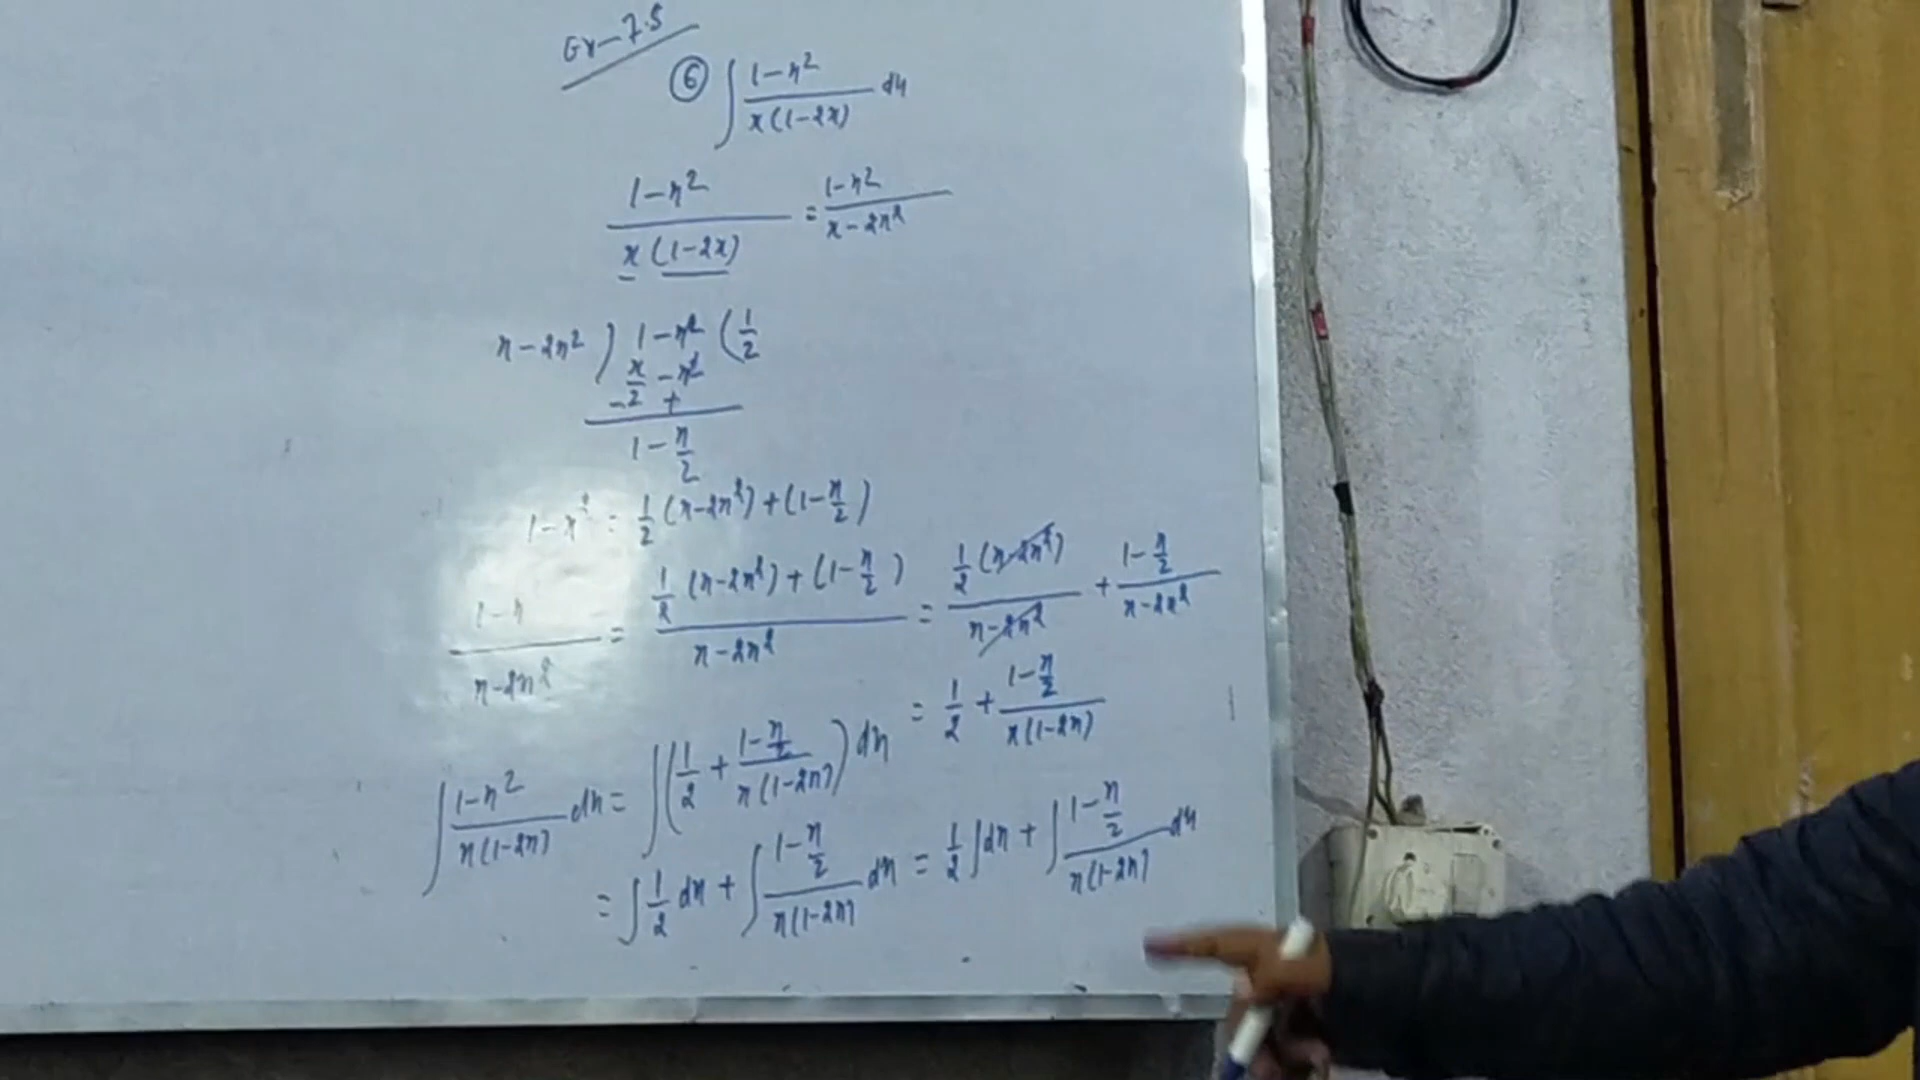 Ex-7.5
⑥ ∫ (1-x²)/(x(1-2x)) dx
(1-x²)/(x(1-2x)) = (1-x²)/(x-2x²)
x-2x² ) 1-x² ( 1/2
x/2 - x²
- +
1 - x/2
1-x² = 1/2 (x-2x²) + (1-x/2)
(1-x)/(x-2x²) = (1/2 (x-2x²) + (1-x/2))/(x-2x²) = (1/2 (x-2x²))/(x-2x²) + (1-x/2)/(x-2x²)
= 1/2 + (1-x/2)/(x(1-2x))
∫ (1-x²)/(x(1-2x)) dx = ∫ (1/2 + (1-x/2)/(x(1-2x))) dx
= ∫ 1/2 dx + ∫ (1-x/2)/(x(1-2x)) dx = 1/2 ∫ dx + ∫ (1-x/2)/(x(1-2x)) dx